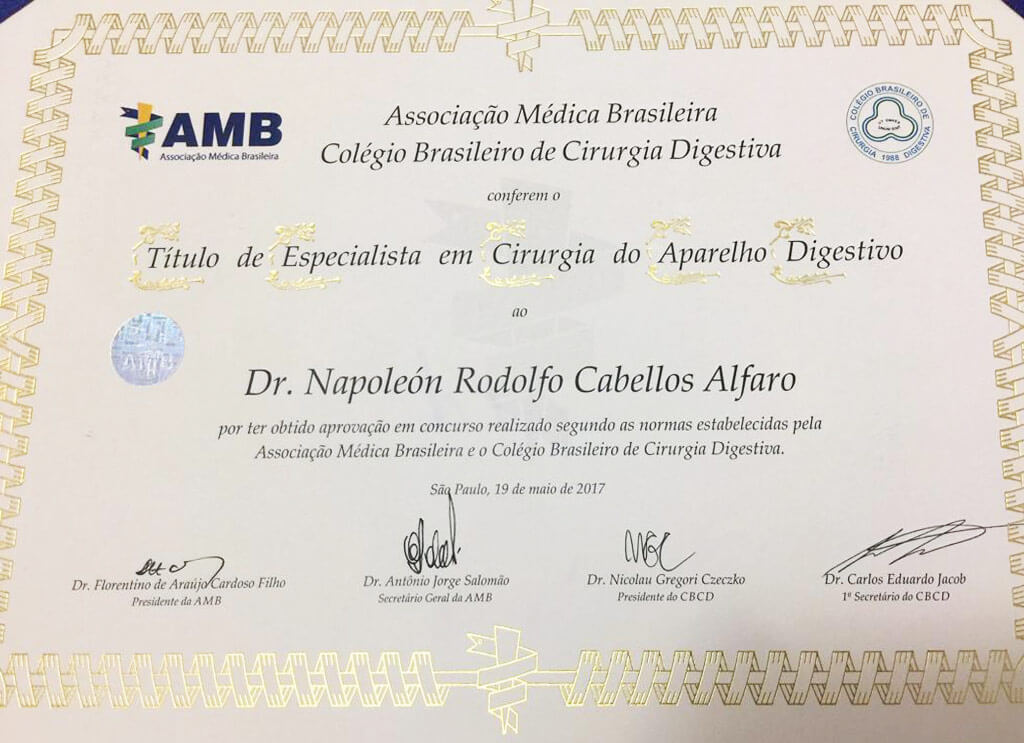 AMB
Associação Médica Brasileira
Associação Médica Brasileira
Colégio Brasileiro de Cirurgia Digestiva
COLÉGIO BRASILEIRO DE CIRURGIA DIGESTIVA
1988
conferem o
Título de Especialista em Cirurgia do Aparelho Digestivo
ao
AMB
Dr. Napoleón Rodolfo Cabellos Alfaro
por ter obtido aprovação em concurso realizado segundo as normas estabelecidas pela
Associação Médica Brasileira e o Colégio Brasileiro de Cirurgia Digestiva.
São Paulo, 19 de maio de 2017
Dr. Florentino de Araújo Cardoso Filho
Presidente da AMB
Dr. Antônio Jorge Salomão
Secretário Geral da AMB
Dr. Nicolau Gregori Czeczko
Presidente do CBCD
Dr. Carlos Eduardo Jacob
1º Secretário do CBCD